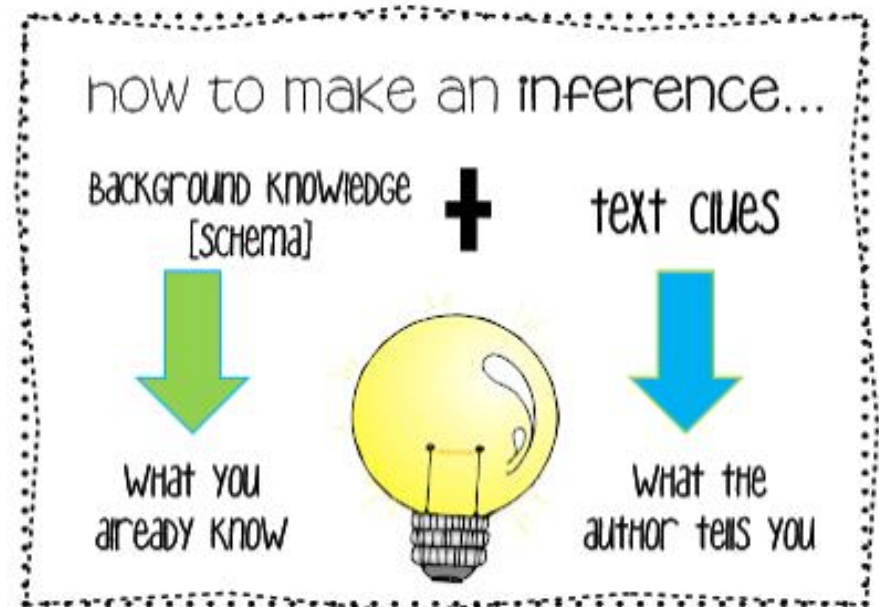 how to make an inference...
Background Knowledge
[schema]
+
text clues
What you
already know
What the
author tells you